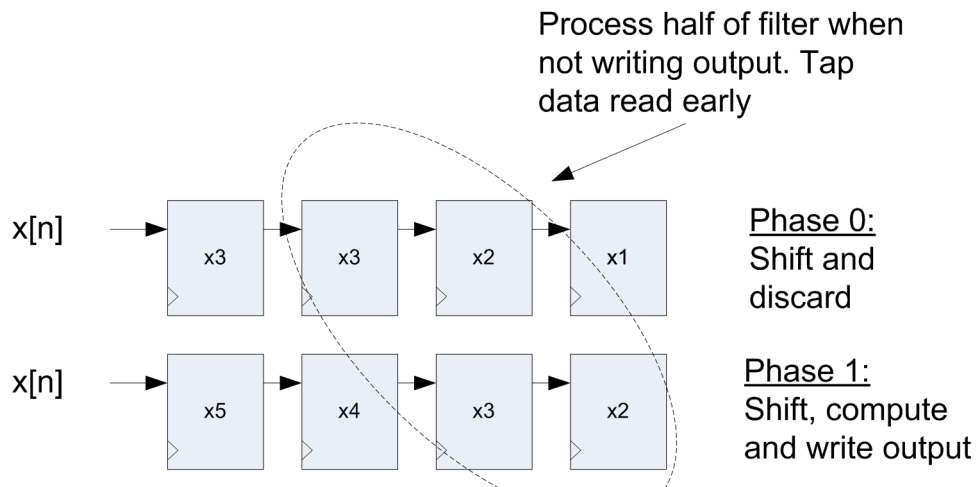 Process half of filter when
not writing output. Tap
data read early
x[n]
x3
x3
x2
x1
Phase 0:
Shift and
discard
x[n]
x5
x4
x3
x2
Phase 1:
Shift, compute
and write output